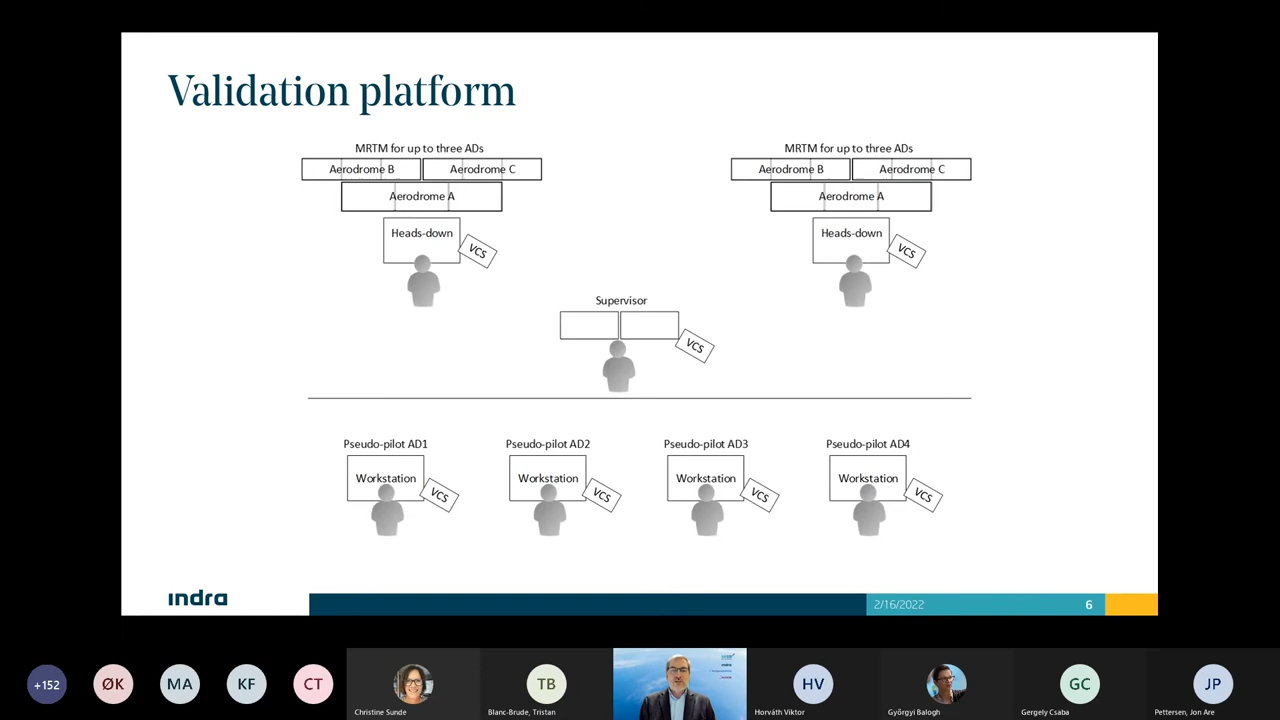 Validation platform
MRTM for up to three ADs
MRTM for up to three ADs
Aerodrome B
Aerodrome C
Aerodrome B
Aerodrome C
Aerodrome A
Aerodrome A
Heads-down
VCS
Heads-down
VCS
Supervisor
VCS
Pseudo-pilot AD1
Pseudo-pilot AD2
Pseudo-pilot AD3
Pseudo-pilot AD4
Workstation
VCS
Workstation
VCS
Workstation
VCS
Workstation
VCS
indra
2/16/2022
6
+152
ØK
MA
KF
CT
TB
HV
GC
JP
Christine Sunde
Blanc-Brude, Tristan
Horváth Viktor
Győrgyi Balogh
Gergely Csaba
Pettersen, Jon Are